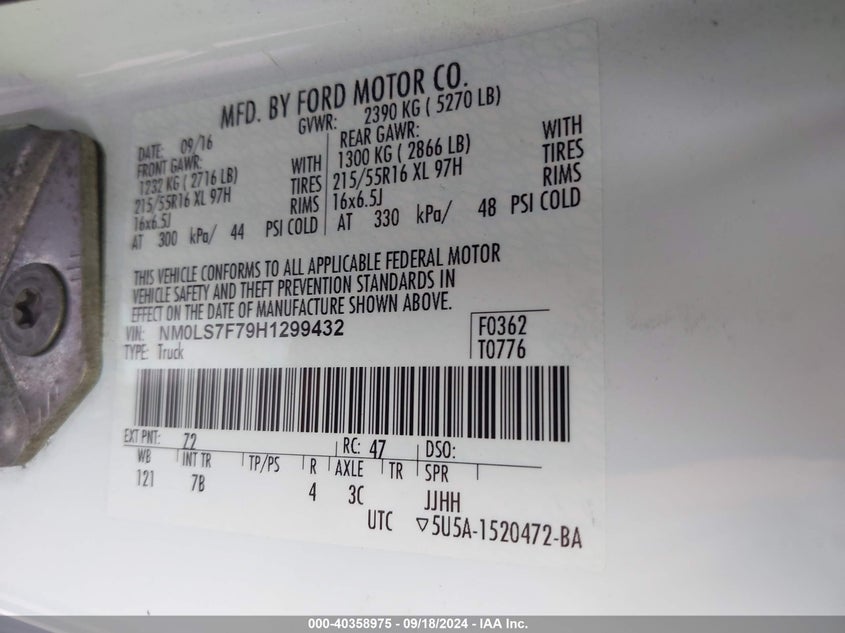 MFD. BY FORD MOTOR CO.
DATE: 09/16 GVWR: 2390 KG ( 5270 LB)
FRONT GAWR: WITH REAR GAWR: WITH
1232 KG ( 2716 LB) TIRES 1300 KG ( 2866 LB) TIRES
215/55R16 XL 97H RIMS 215/55R16 XL 97H RIMS
16x6.5J 16x6.5J
AT 300 kPa/ 44 PSI COLD AT 330 kPa/ 48 PSI COLD
THIS VEHICLE CONFORMS TO ALL APPLICABLE FEDERAL MOTOR
VEHICLE SAFETY AND THEFT PREVENTION STANDARDS IN
EFFECT ON THE DATE OF MANUFACTURE SHOWN ABOVE.
VIN: NM0LS7F79H1299432 F0362
TYPE: Truck T0776
EXT PNT: Z2 RC: 47 DSO:
WB INT TR TP/PS R AXLE TR SPR
121 7B 4 3C JJHH
UTC ▽5U5A-1520472-BA
000-40358975 - 09/18/2024 - IAA Inc.